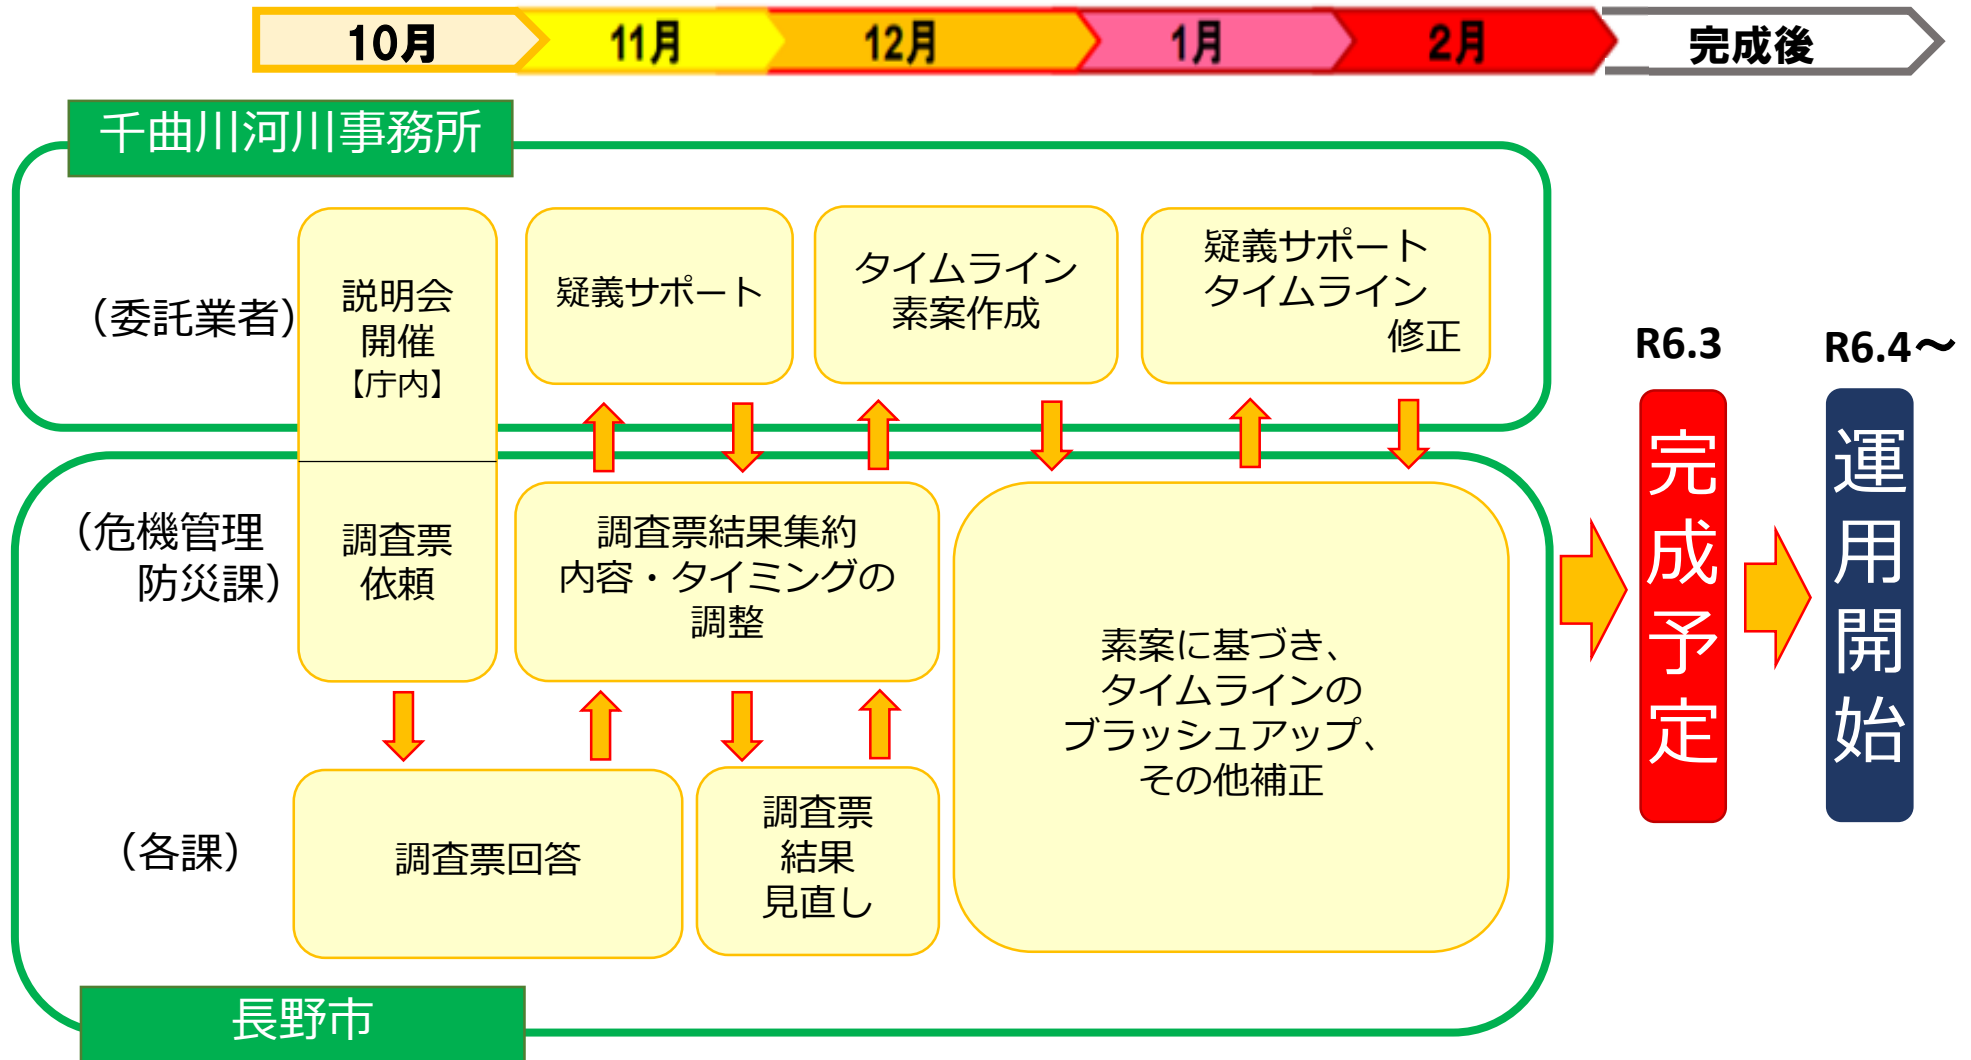 10月
11月
12月
1月
2月
完成後
千曲川河川事務所
（委託業者）
説明会
開催
【庁内】
疑義サポート
タイムライン
素案作成
疑義サポート
タイムライン
修正
R6.3
R6.4～
完成予定
運用開始
（危機管理
防災課）
調査票
依頼
調査票結果集約
内容・タイミングの
調整
素案に基づき、
タイムラインの
ブラッシュアップ、
その他補正
（各課）
調査票回答
調査票
結果
見直し
長野市